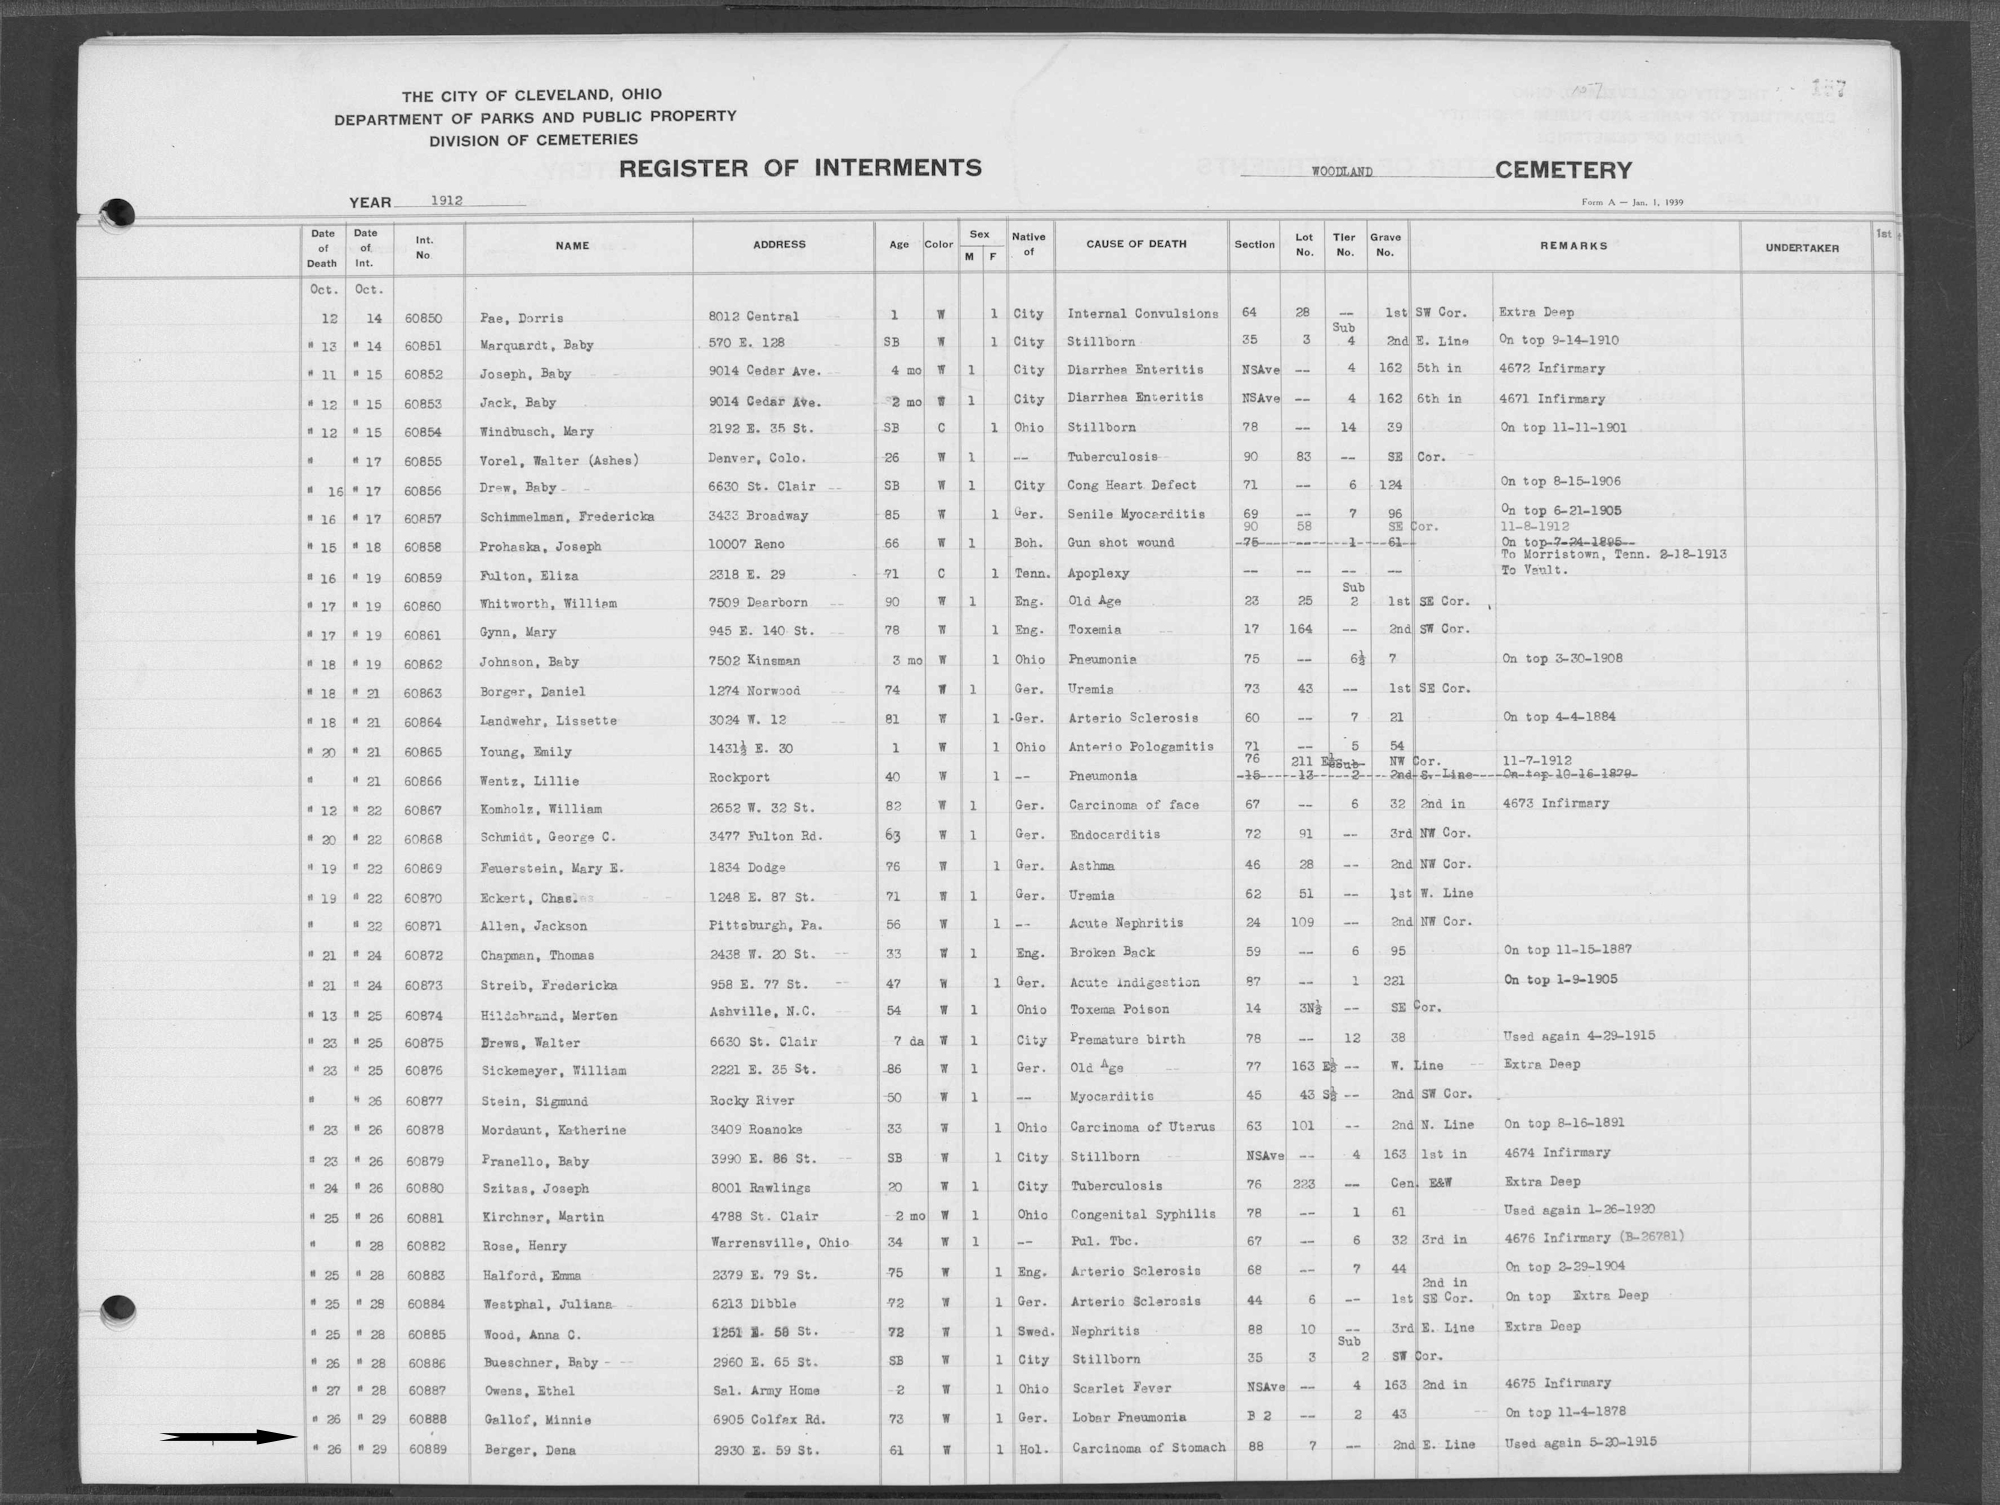 157
THE CITY OF CLEVELAND, OHIO
DEPARTMENT OF PARKS AND PUBLIC PROPERTY
DIVISION OF CEMETERIES
REGISTER OF INTERMENTS WOODLAND CEMETERY
YEAR 1912 Form A — Jan. 1, 1939
Date of Death Date of Int. Int. No. NAME ADDRESS Age Color Sex M F Native of CAUSE OF DEATH Section Lot No. Tier No. Grave No. REMARKS UNDERTAKER 1st
Oct. Oct.
12 14 60850 Pae, Dorris 8012 Central 1 W 1 City Internal Convulsions 64 28 -- 1st SW Cor. Extra Deep
" 13 " 14 60851 Marquardt, Baby 570 E. 128 SB W 1 City Stillborn 35 3 Sub 4 2nd E. Line On top 9-14-1910
" 11 " 15 60852 Joseph, Baby 9014 Cedar Ave. 4 mo W 1 City Diarrhea Enteritis NSAve -- 4 162 5th in 4672 Infirmary
" 12 " 15 60853 Jack, Baby 9014 Cedar Ave. 2 mo W 1 City Diarrhea Enteritis NSAve -- 4 162 6th in 4671 Infirmary
" 12 " 15 60854 Windbusch, Mary 2192 E. 35 St. SB C 1 Ohio Stillborn 78 -- 14 39 On top 11-11-1901
" " 17 60855 Vorel, Walter (Ashes) Denver, Colo. 26 W 1 -- Tuberculosis 90 83 -- SE Cor.
" 16 " 17 60856 Drew, Baby 6630 St. Clair SB W 1 City Cong Heart Defect 71 -- 6 124 On top 8-15-1906
" 16 " 17 60857 Schimmelman, Fredericka 3433 Broadway 85 W 1 Ger. Senile Myocarditis 69 -- 7 96 On top 6-21-1905
90 58 SE Cor. 11-8-1912
" 15 " 18 60858 Prohaska, Joseph 10007 Reno 66 W 1 Boh. Gun shot wound 75 -- 1 61 On top 7-24-1895
To Morristown, Tenn. 2-18-1913
" 16 " 19 60859 Fulton, Eliza 2318 E. 29 71 C 1 Tenn. Apoplexy -- -- -- -- To Vault.
" 17 " 19 60860 Whitworth, William 7509 Dearborn 90 W 1 Eng. Old Age 23 25 Sub 2 1st SE Cor.
" 17 " 19 60861 Gynn, Mary 945 E. 140 St. 78 W 1 Eng. Toxemia 17 164 -- 2nd SW Cor.
" 18 " 19 60862 Johnson, Baby 7502 Kinsman 3 mo W 1 Ohio Pneumonia 75 -- 6½ 7 On top 3-30-1908
" 18 " 21 60863 Borger, Daniel 1274 Norwood 74 W 1 Ger. Uremia 73 43 -- 1st SE Cor.
" 18 " 21 60864 Landwehr, Lissette 3024 W. 12 81 W 1 Ger. Arterio Sclerosis 60 -- 7 21 On top 4-4-1884
" 20 " 21 60865 Young, Emily 1431½ E. 30 1 W 1 Ohio Anterio Pologamitis 71 -- 5 54
76 211 E½ NW Cor. 11-7-1912
" " 21 60866 Wentz, Lillie Rockport 40 W 1 -- Pneumonia 15 13 Sub 2 2nd S. Line On top 10-16-1879
" 12 " 22 60867 Komholz, William 2652 W. 32 St. 82 W 1 Ger. Carcinoma of face 67 -- 6 32 2nd in 4673 Infirmary
" 20 " 22 60868 Schmidt, George C. 3477 Fulton Rd. 63 W 1 Ger. Endocarditis 72 91 -- 3rd NW Cor.
" 19 " 22 60869 Feuerstein, Mary E. 1834 Dodge 76 W 1 Ger. Asthma 46 28 -- 2nd NW Cor.
" 19 " 22 60870 Eckert, Chas. 1248 E. 87 St. 71 W 1 Ger. Uremia 62 51 -- 1st W. Line
" " 22 60871 Allen, Jackson Pittsburgh, Pa. 56 W 1 -- Acute Nephritis 24 109 -- 2nd NW Cor.
" 21 " 24 60872 Chapman, Thomas 2438 W. 20 St. 33 W 1 Eng. Broken Back 59 -- 6 95 On top 11-15-1887
" 21 " 24 60873 Streib, Fredericka 958 E. 77 St. 47 W 1 Ger. Acute Indigestion 87 -- 1 221 On top 1-9-1905
" 13 " 25 60874 Hildebrand, Merten Ashville, N.C. 54 W 1 Ohio Toxema Poison 14 3N½ -- SE Cor.
" 23 " 25 60875 Drews, Walter 6630 St. Clair 7 da W 1 City Premature birth 78 -- 12 38 Used again 4-29-1915
" 23 " 25 60876 Sickemeyer, William 2221 E. 35 St. 86 W 1 Ger. Old Age 77 163 E½ -- W. Line Extra Deep
" " 26 60877 Stein, Sigmund Rocky River 50 W 1 -- Myocarditis 45 43 S½ -- 2nd SW Cor.
" 23 " 26 60878 Mordaunt, Katherine 3409 Roanoke 33 W 1 Ohio Carcinoma of Uterus 63 101 -- 2nd N. Line On top 8-16-1891
" 23 " 26 60879 Pranello, Baby 3990 E. 86 St. SB W 1 City Stillborn NSAve -- 4 163 1st in 4674 Infirmary
" 24 " 26 60880 Szitas, Joseph 8001 Rawlings 20 W 1 City Tuberculosis 76 223 -- Cen. E&W Extra Deep
" 25 " 26 60881 Kirchner, Martin 4788 St. Clair 2 mo W 1 Ohio Congenital Syphilis 78 -- 1 61 Used again 1-26-1920
" " 28 60882 Rose, Henry Warrensville, Ohio 34 W 1 -- Pul. Tbc. 67 -- 6 32 3rd in 4676 Infirmary (B-26781)
" 25 " 28 60883 Halford, Emma 2379 E. 79 St. 75 W 1 Eng. Arterio Sclerosis 68 -- 7 44 On top 2-29-1904
2nd in
" 25 " 28 60884 Westphal, Juliana 6213 Dibble 72 W 1 Ger. Arterio Sclerosis 44 6 -- 1st SE Cor. On top Extra Deep
" 25 " 28 60885 Wood, Anna C. 1251 E. 58 St. 72 W 1 Swed. Nephritis 88 10 -- 3rd E. Line Extra Deep
" 26 " 28 60886 Bueschner, Baby 2960 E. 65 St. SB W 1 City Stillborn 35 3 Sub 2 SW Cor.
" 27 " 28 60887 Owens, Ethel Sal. Army Home 2 W 1 Ohio Scarlet Fever NSAve -- 4 163 2nd in 4675 Infirmary
" 26 " 29 60888 Gallof, Minnie 6905 Colfax Rd. 73 W 1 Ger. Lobar Pneumonia B 2 -- 2 43 On top 11-4-1878
" 26 " 29 60889 Berger, Dena 2930 E. 59 St. 61 W 1 Hol. Carcinoma of Stomach 88 7 -- 2nd E. Line Used again 5-20-1915